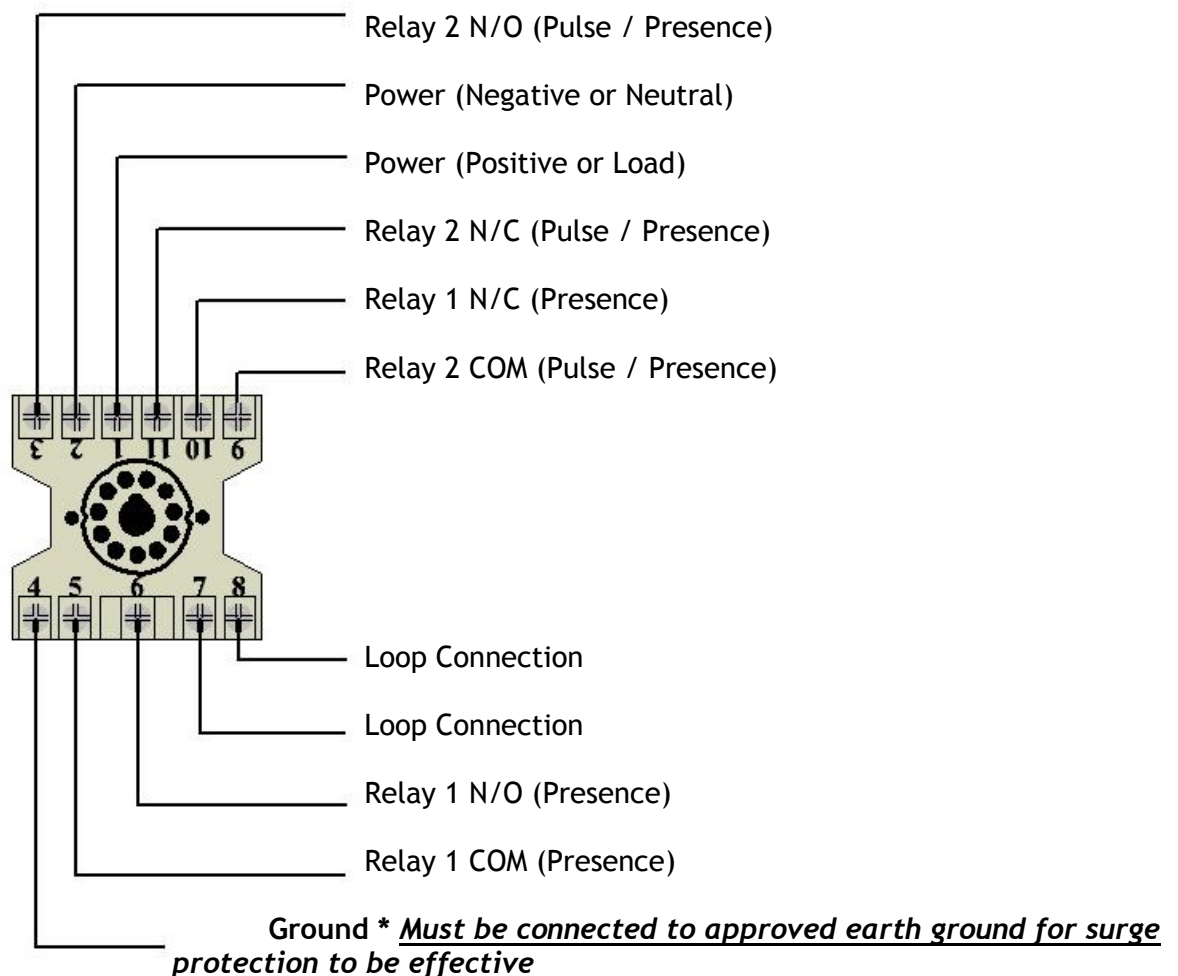 Relay 2 N/O (Pulse / Presence)
Power (Negative or Neutral)
Power (Positive or Load)
Relay 2 N/C (Pulse / Presence)
Relay 1 N/C (Presence)
Relay 2 COM (Pulse / Presence)
3 2 1 11 10 9
4 5 6 7 8
Loop Connection
Loop Connection
Relay 1 N/O (Presence)
Relay 1 COM (Presence)
Ground * Must be connected to approved earth ground for surge
protection to be effective